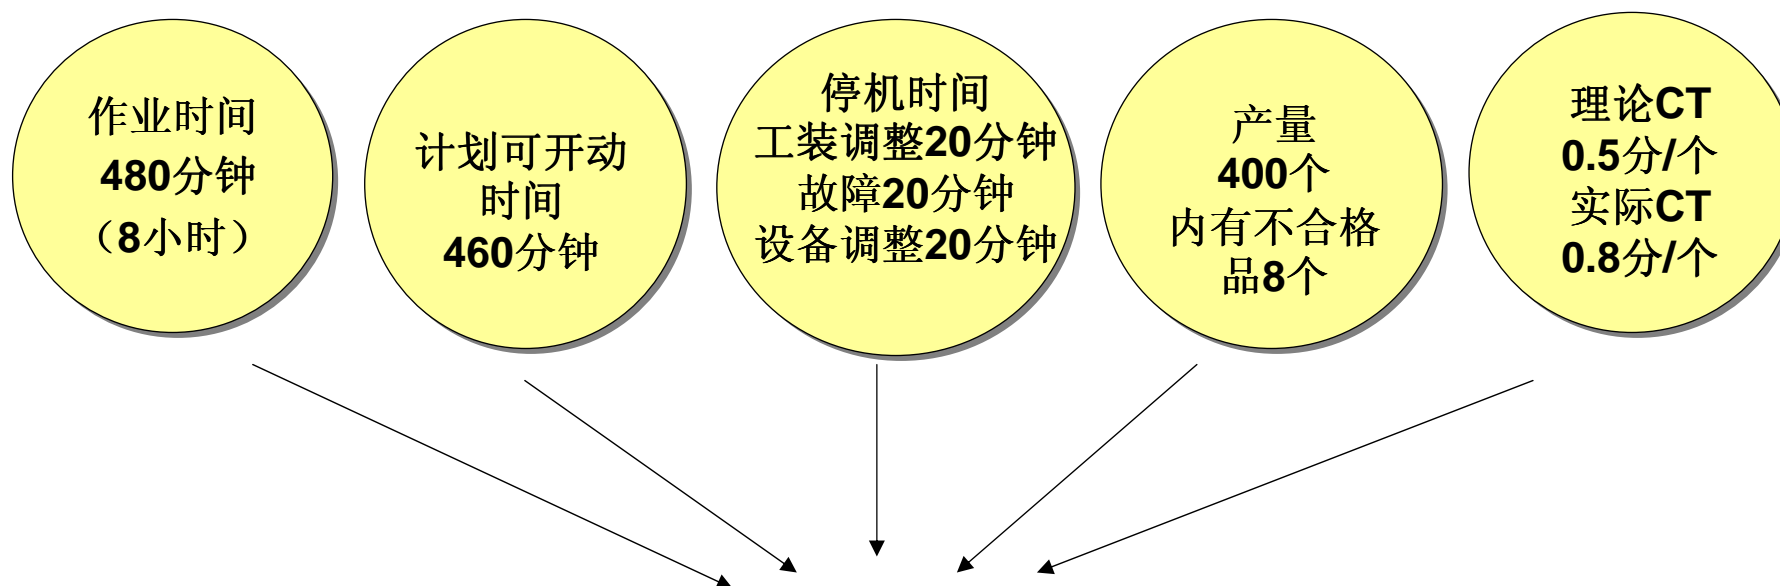 作业时间
480分钟
（8小时）
计划可开动
时间
460分钟
停机时间
工装调整20分钟
故障20分钟
设备调整20分钟
产量
400个
内有不合格
品8个
理论CT
0.5分/个
实际CT
0.8分/个